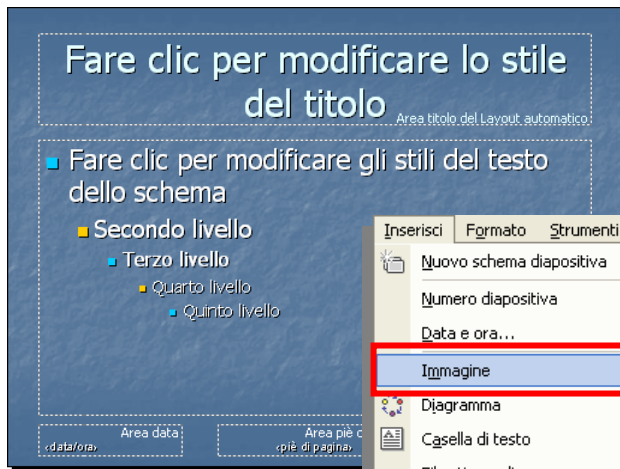 Fare clic per modificare lo stile
del titolo
Area titolo del Layout automatico
Fare clic per modificare gli stili del testo
dello schema
Secondo livello
Terzo livello
Quarto livello
Quinto livello
Inserisci Formato Strumenti
Nuovo schema diapositiva
Numero diapositiva
Data e ora...
Immagine
Diagramma
Casella di testo
Area data
‹data/ora›
Area piè
‹piè di pagina›